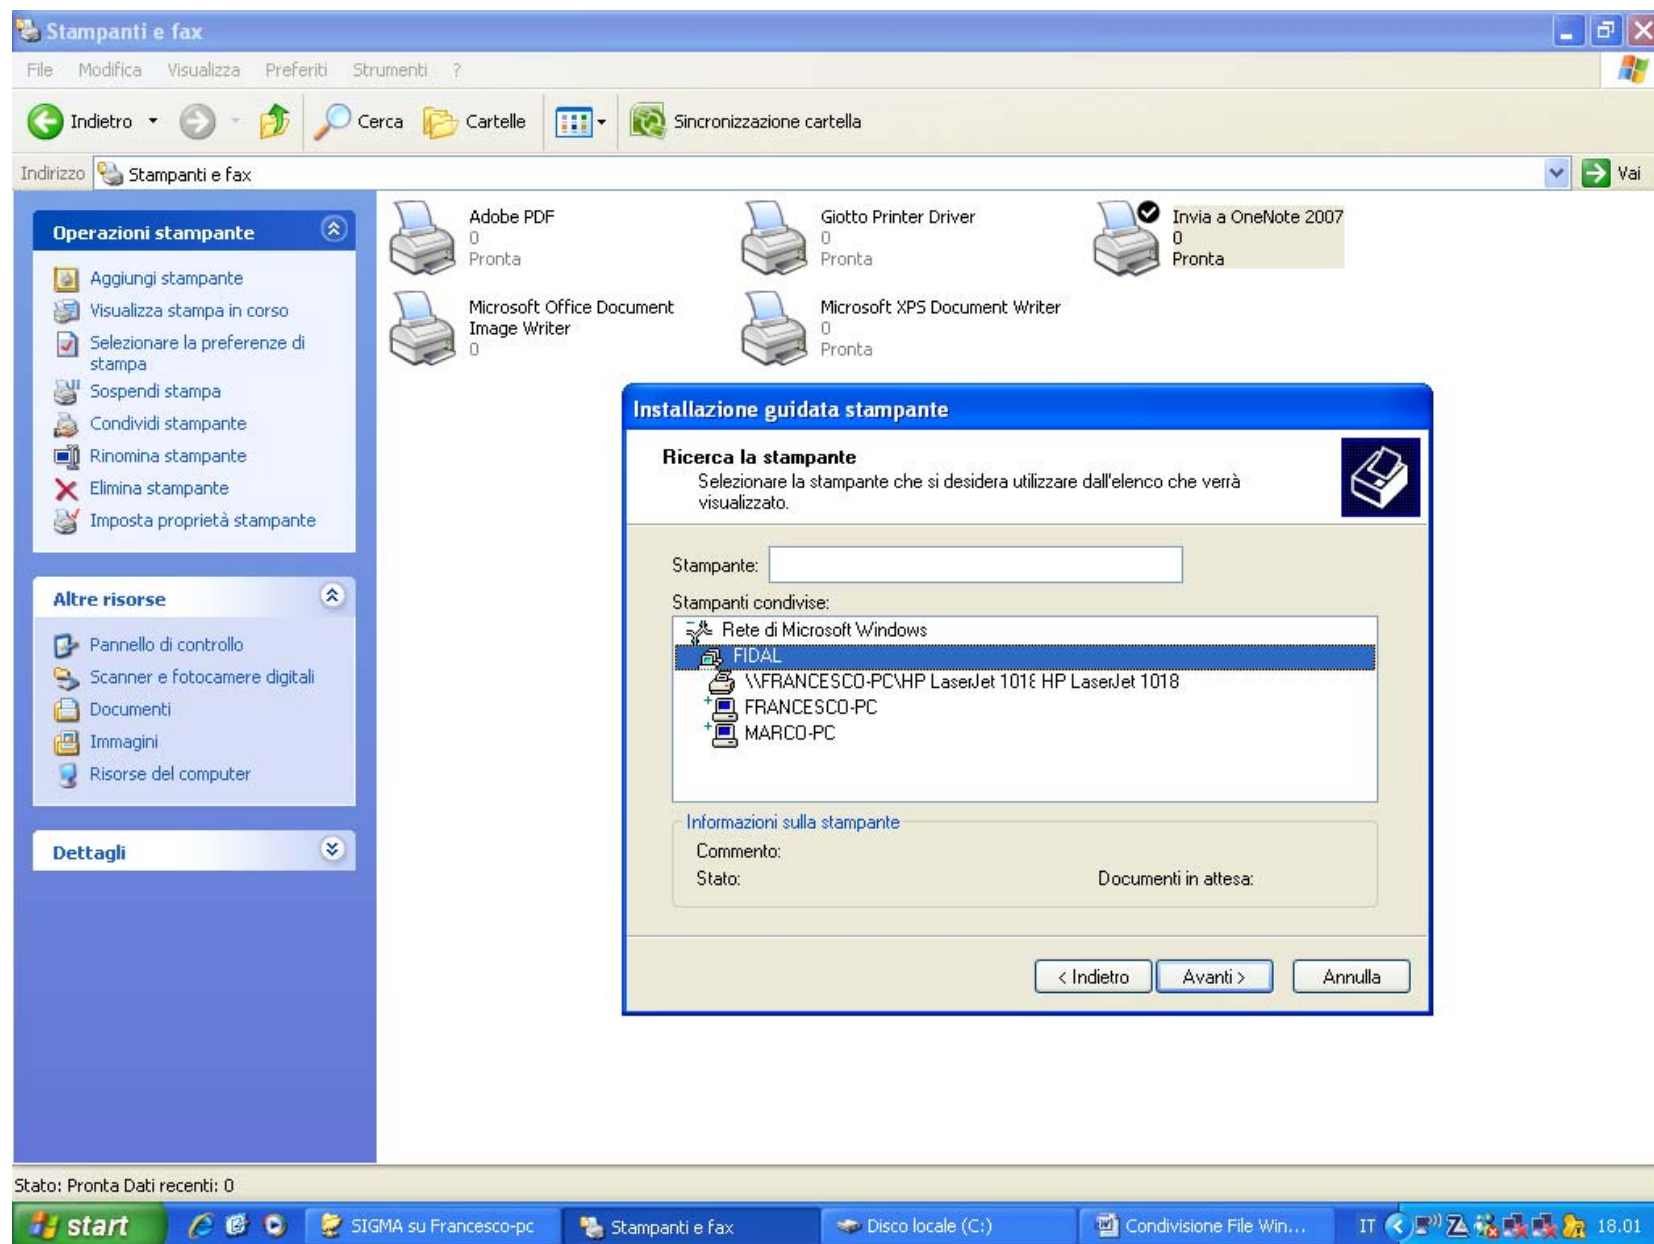 Stampanti e fax
File Modifica Visualizza Preferiti Strumenti ?
Indietro Cerca Cartelle Sincronizzazione cartella
Indirizzo Stampanti e fax Vai
Operazioni stampante
Aggiungi stampante
Visualizza stampa in corso
Selezionare la preferenze di
stampa
Sospendi stampa
Condividi stampante
Rinomina stampante
Elimina stampante
Imposta proprietà stampante
Altre risorse
Pannello di controllo
Scanner e fotocamere digitali
Documenti
Immagini
Risorse del computer
Dettagli
Adobe PDF
0
Pronta
Giotto Printer Driver
0
Pronta
Invia a OneNote 2007
0
Pronta
Microsoft Office Document
Image Writer
0
Microsoft XPS Document Writer
0
Pronta
Installazione guidata stampante
Ricerca la stampante
Selezionare la stampante che si desidera utilizzare dall'elenco che verrà
visualizzato.
Stampante:
Stampanti condivise:
Rete di Microsoft Windows
FIDAL
\\FRANCESCO-PC\HP LaserJet 1018 HP LaserJet 1018
FRANCESCO-PC
MARCO-PC
Informazioni sulla stampante
Commento:
Stato: Documenti in attesa:
< Indietro Avanti > Annulla
Stato: Pronta Dati recenti: 0
start SIGMA su Francesco-pc Stampanti e fax Disco locale (C:) Condivisione File Win... IT 18.01